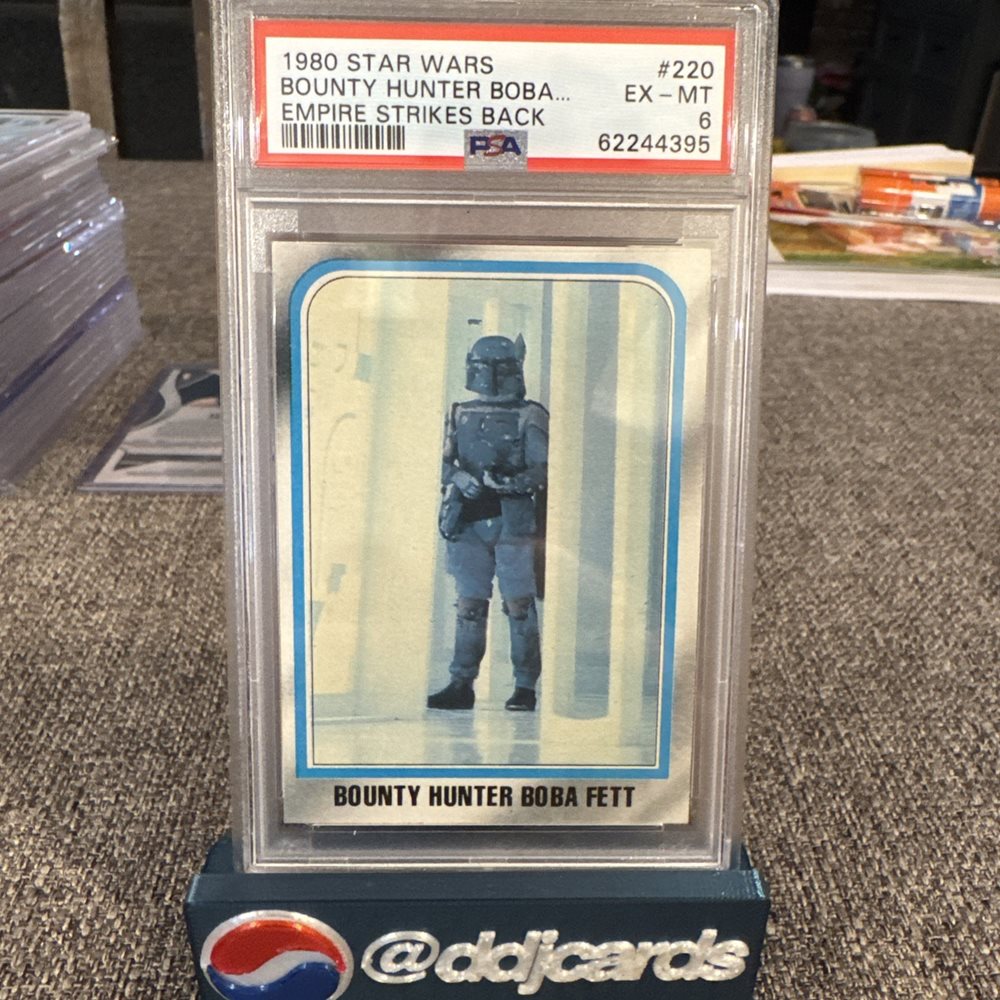 1980 STAR WARS #220
BOUNTY HUNTER BOBA... EX - MT
EMPIRE STRIKES BACK 6
PSA 62244395
BOUNTY HUNTER BOBA FETT
@ddjcards